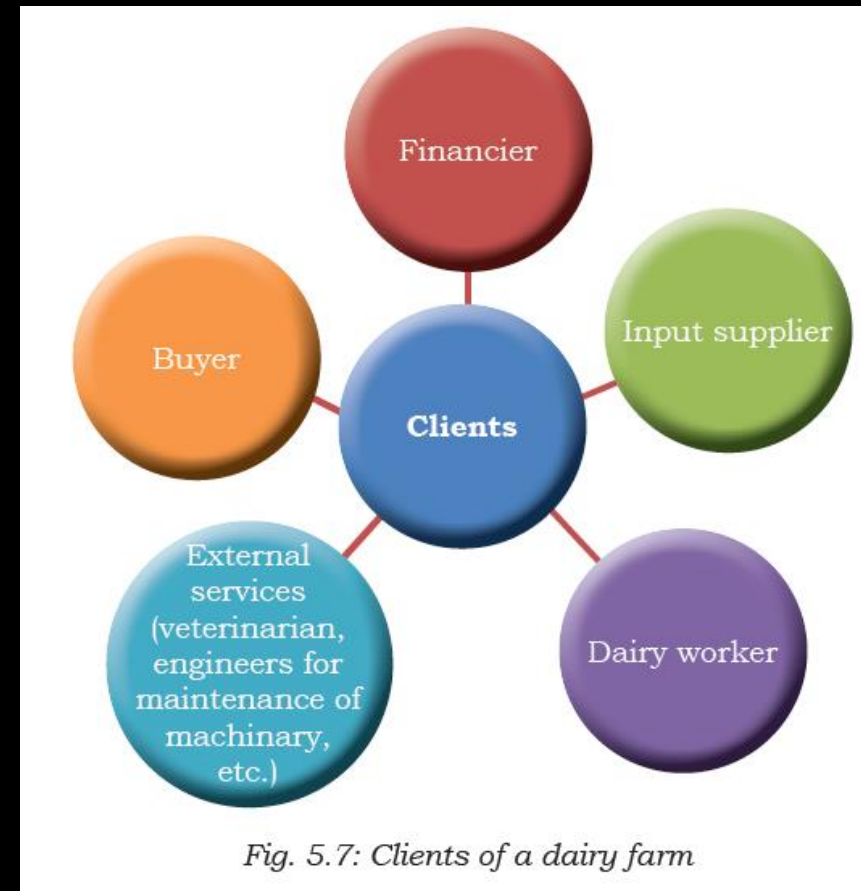 Financier
Input supplier
Buyer
Clients
Dairy worker
External
services
(veterinarian,
engineers for
maintenance of
machinary,
etc.)
Fig. 5.7: Clients of a dairy farm